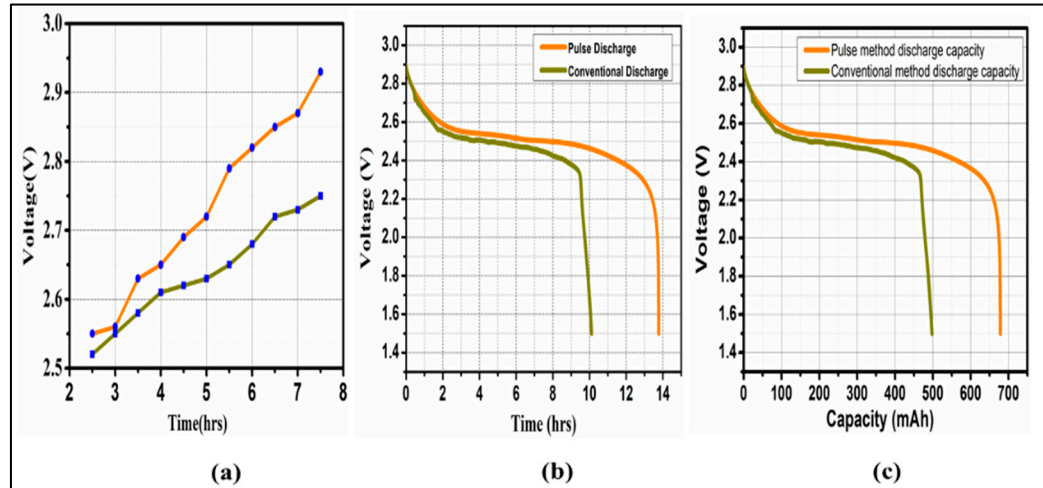 3.0
2.9
2.8
2.7
2.6
2.5
2 3 4 5 6 7 8
Voltage(V)
Time(hrs)
(a)
3.0
2.8
2.6
2.4
2.2
2.0
1.8
1.6
1.4
0 2 4 6 8 10 12 14
Voltage (V)
Time (hrs)
Pulse Discharge
Conventional Discharge
(b)
3.0
2.8
2.6
2.4
2.2
2.0
1.8
1.6
1.4
0 100 200 300 400 500 600 700
Voltage (V)
Capacity (mAh)
Pulse method discharge capacity
Conventional method discharge capacity
(c)